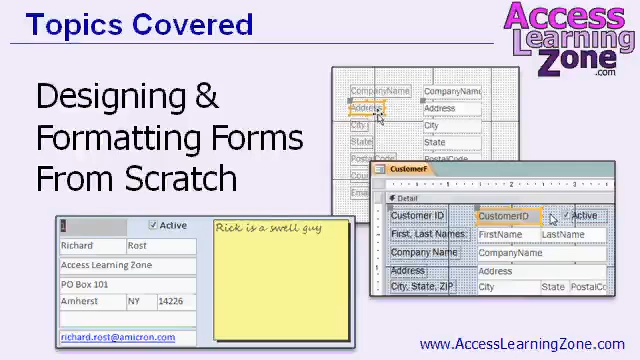 Topics Covered
Access
Learning
Zone
.com
Designing &
Formatting Forms
From Scratch
CompanyName CompanyName
Address Address
City City
State State
PostalCode PostalCode
CustomerF
Detail
Customer ID CustomerID Active
First, Last Names: FirstName LastName
Company Name CompanyName
Address Address
City, State, ZIP City State PostalCo
1 Active
Richard Rost
Access Learning Zone
PO Box 101
Amherst NY 14226
richard.rost@amicron.com
Rick is a swell guy
www.AccessLearningZone.com